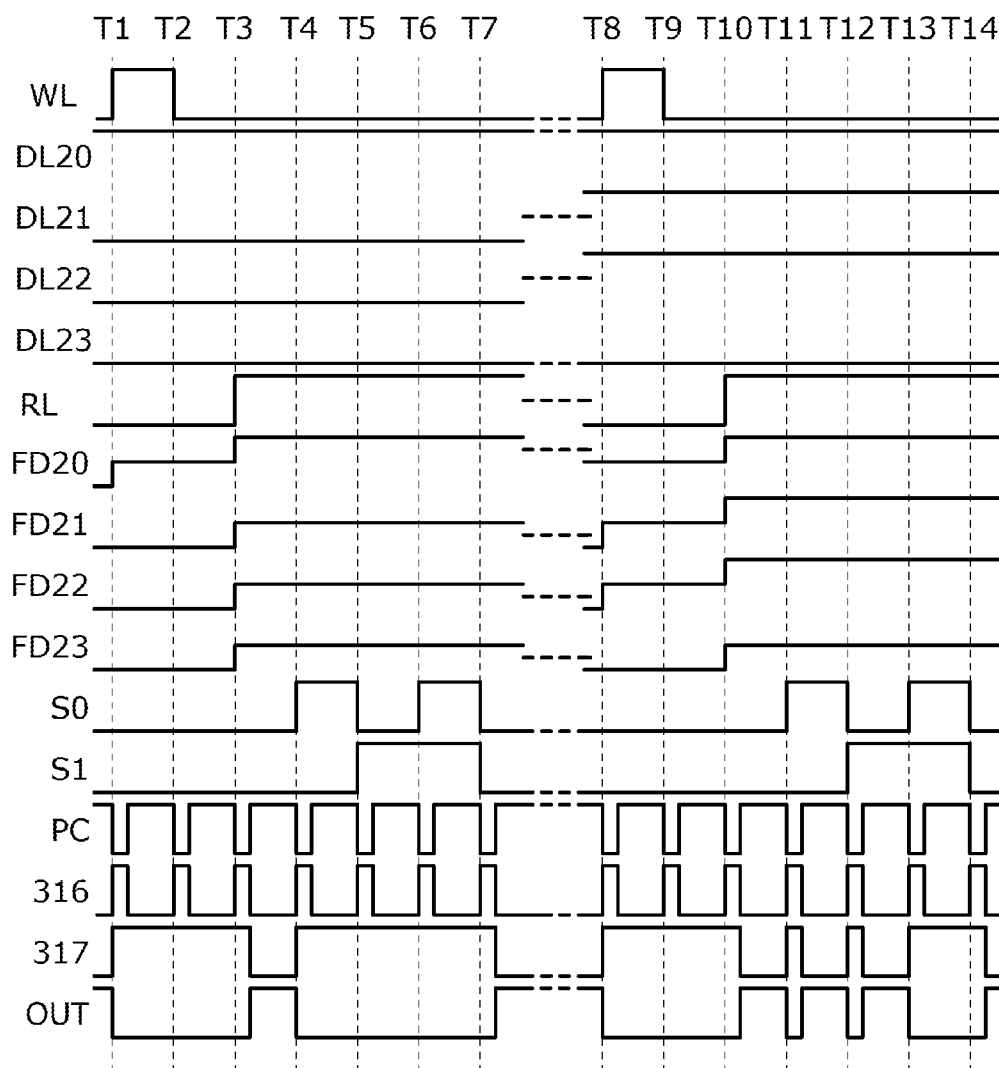 T1 T2 T3 T4 T5 T6 T7 T8 T9 T10 T11 T12 T13 T14
WL
DL20
DL21
DL22
DL23
RL
FD20
FD21
FD22
FD23
S0
S1
PC
316
317
OUT